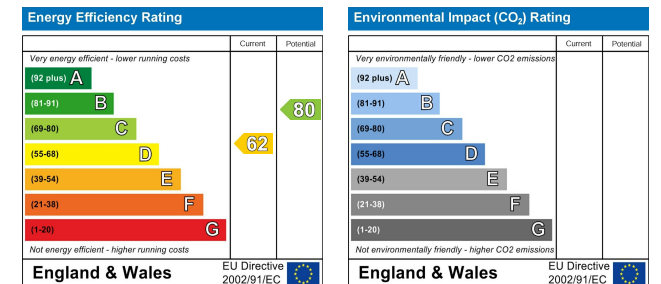 Energy Efficiency Rating
Current Potential
Very energy efficient - lower running costs
(92 plus) A
(81-91) B
80
(69-80) C
62
(55-68) D
(39-54) E
(21-38) F
(1-20) G
Not energy efficient - higher running costs
England & Wales
EU Directive
2002/91/EC
Environmental Impact (CO₂) Rating
Current Potential
Very environmentally friendly - lower CO2 emissions
(92 plus) A
(81-91) B
(69-80) C
(55-68) D
(39-54) E
(21-38) F
(1-20) G
Not environmentally friendly - higher CO2 emissions
England & Wales
EU Directive
2002/91/EC